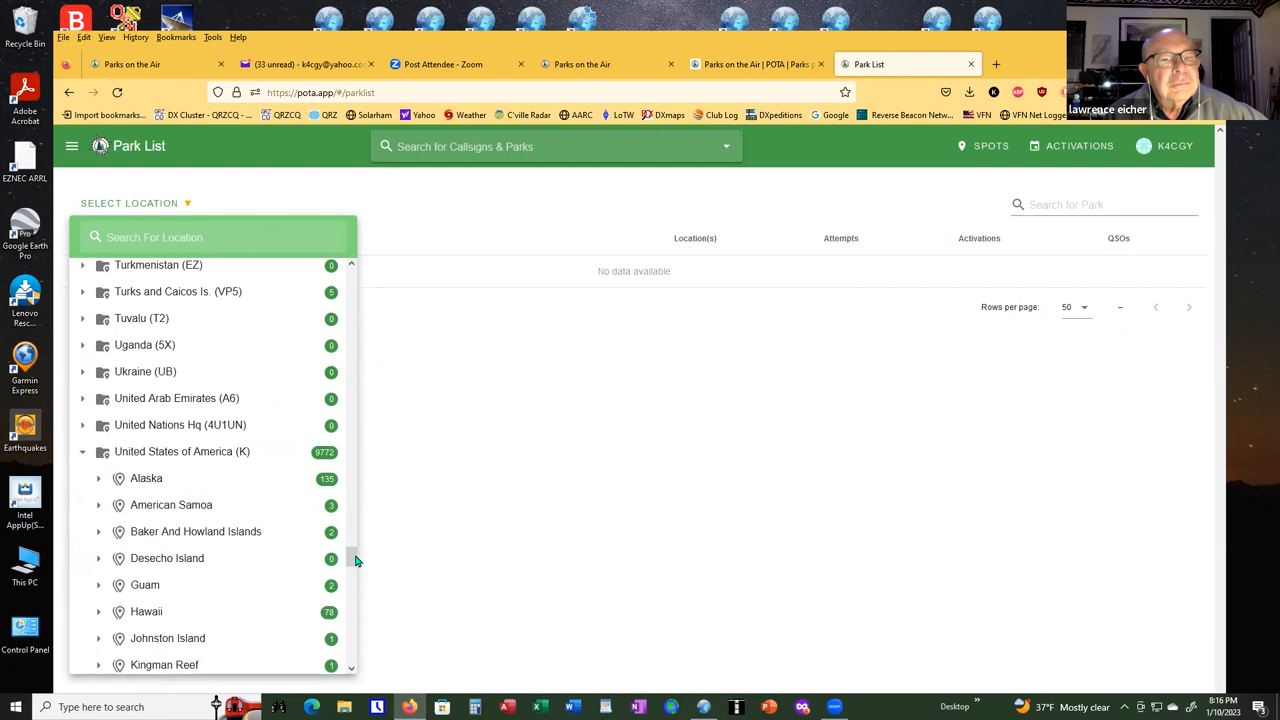 Recycle Bin
File Edit View History Bookmarks Tools Help
Parks on the Air
(33 unread) - k4cgy@yahoo.co
Post Attendee - Zoom
Parks on the Air
Parks on the Air | POTA | Parks
Park List
https://pota.app/#/parklist
lawrence eicher
Import bookmarks...
DX Cluster - QRZCQ -
QRZCQ
QRZ
Solarham
Yahoo
Weather
C'ville Radar
AARC
LoTW
DXmaps
Club Log
DXpeditions
Google
Reverse Beacon Netw
VFN
VFN Net Logge
Adobe
Acrobat
Park List
Search for Callsigns & Parks
SPOTS
ACTIVATIONS
K4CGY
EZNEC ARRL
SELECT LOCATION
Search for Park
Search For Location
Location(s)
Attempts
Activations
QSOs
Google Earth
Pro
No data available
Rows per page:
50
–
Turkmenistan (EZ) 0
Turks and Caicos Is. (VP5) 5
Tuvalu (T2) 0
Uganda (5X) 0
Ukraine (UB) 0
United Arab Emirates (A6) 0
United Nations Hq (4U1UN) 0
United States of America (K) 9772
Alaska 135
American Samoa 3
Baker And Howland Islands 2
Desecho Island 0
Guam 2
Hawaii 78
Johnston Island 1
Kingman Reef 1
Lenovo
Resc...
Garmin
Express
Earthquakes
Intel
AppUp(S...
This PC
Control Panel
Type here to search
Desktop
37°F Mostly clear
8:16 PM
1/10/2023